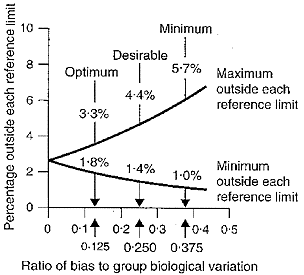 Percentage outside each reference limit
10
8
6
4
2
0
Minimum
5·7%
Desirable
4·4%
Optimum
3·3%
Maximum
outside each
reference limit
1·8%
1·4%
1·0%
Minimum
outside each
reference limit
0 0·1 0·2 0·3 0·4 0·5
0·125 0·250 0·375
Ratio of bias to group biological variation